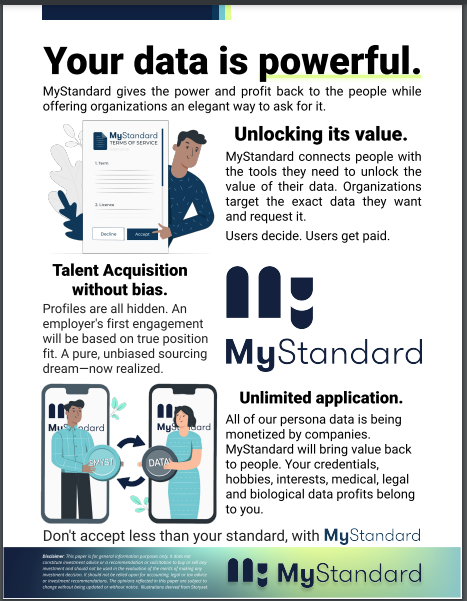 Your data is powerful.
MyStandard gives the power and profit back to the people while
offering organizations an elegant way to ask for it.
MyStandard
TERMS OF SERVICE
1. Term
2. Licence
Decline
Accept
Unlocking its value.
MyStandard connects people with
the tools they need to unlock the
value of their data. Organizations
target the exact data they want
and request it.
Users decide. Users get paid.
Talent Acquisition
without bias.
Profiles are all hidden. An
employer's first engagement
will be based on true position
fit. A pure, unbiased sourcing
dream—now realized.
My
MyStandard
$MYST
DATA
Unlimited application.
All of our persona data is being
monetized by companies.
MyStandard will bring value back
to people. Your credentials,
hobbies, interests, medical, legal
and biological data profits belong
to you.
Don't accept less than your standard, with MyStandard
Disclaimer: This paper is for general information purposes only. It does not
constitute investment advice or a recommendation or solicitation to buy or sell any
investment and should not be used in the evaluation of the merits of making any
investment decision. It should not be relied upon for accounting, legal or tax advice
or investment recommendations. The opinions reflected in this paper are subject to
change without being updated or without notice. Illustrations derived from Storyset.
My MyStandard